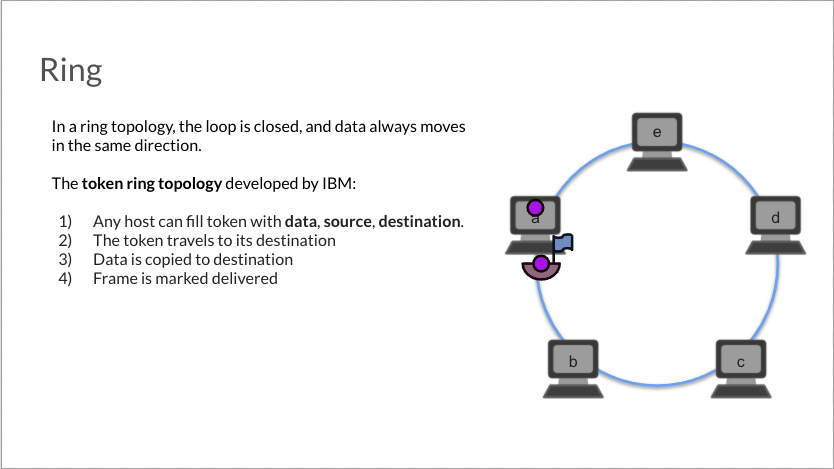 Ring
In a ring topology, the loop is closed, and data always moves
in the same direction.
The token ring topology developed by IBM:
1) Any host can fill token with data, source, destination.
2) The token travels to its destination
3) Data is copied to destination
4) Frame is marked delivered
e
a
d
b
c